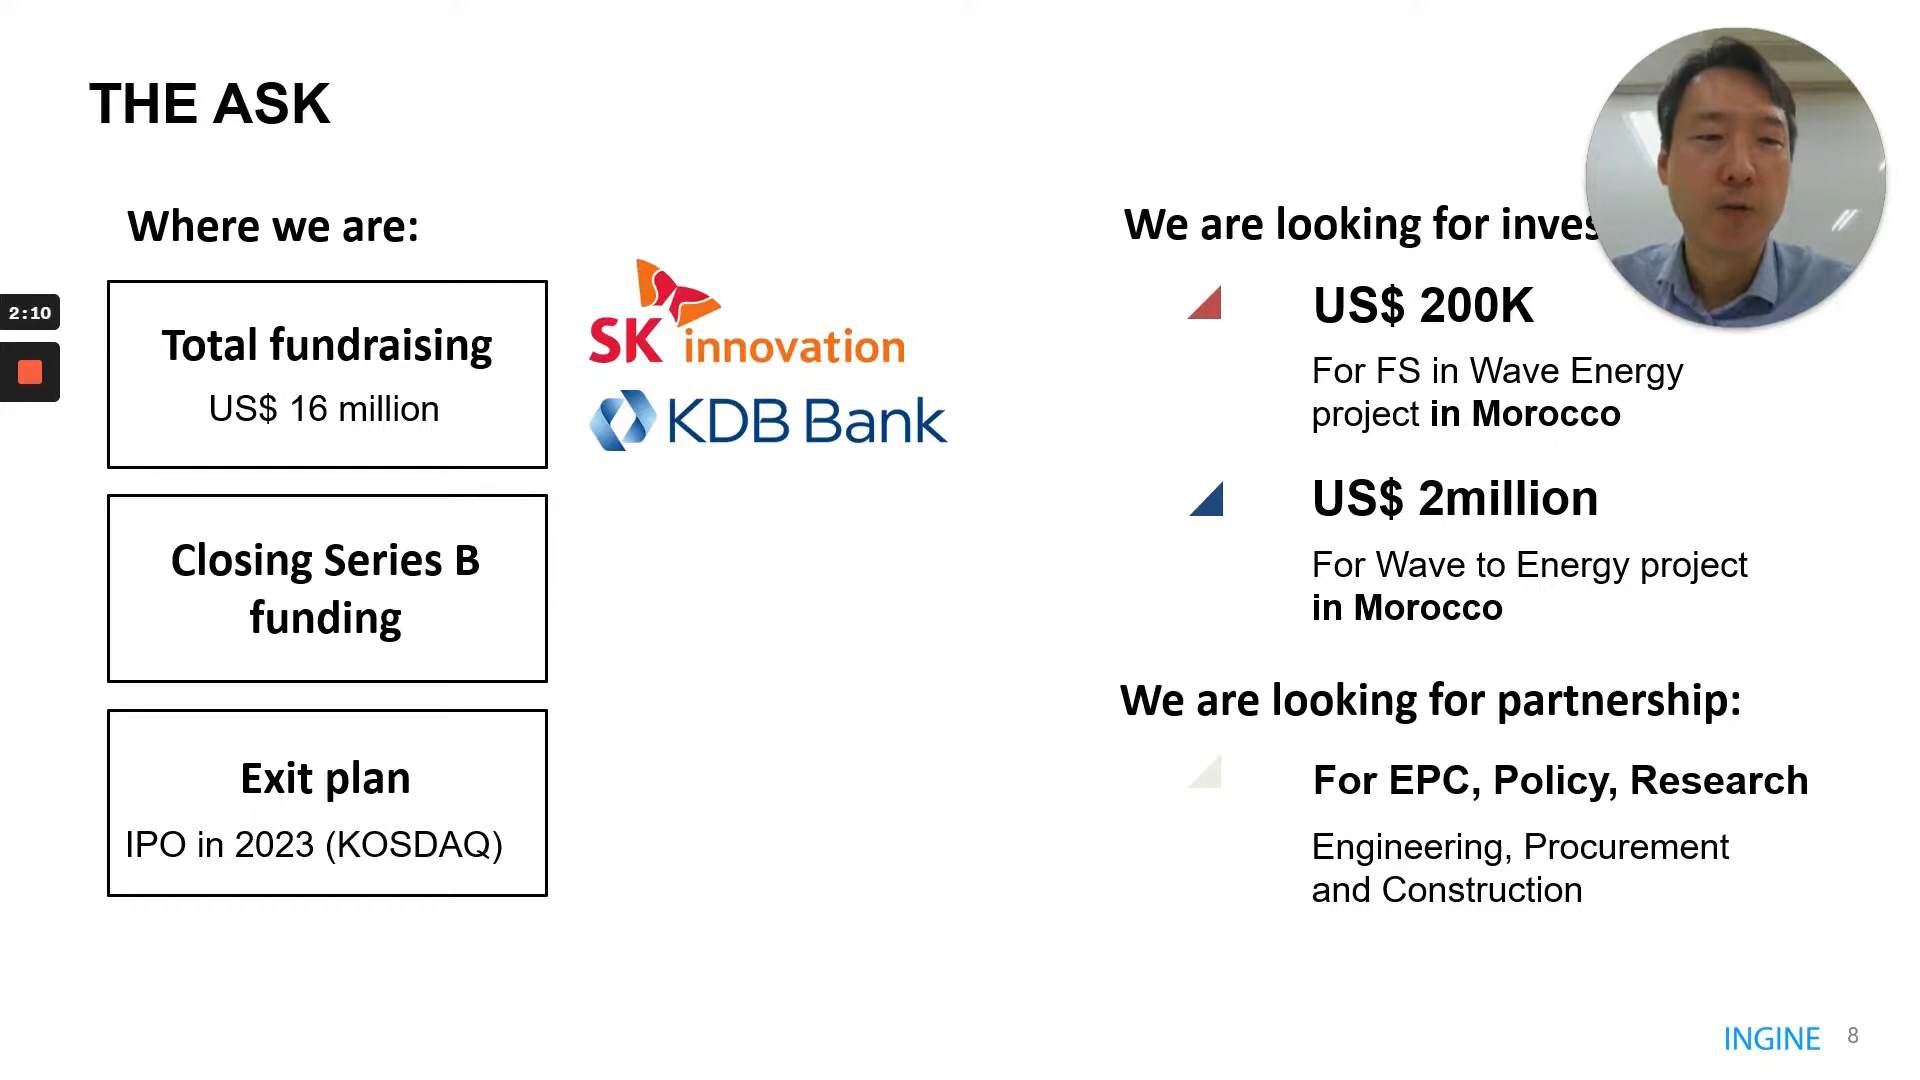 THE ASK
Where we are:
Total fundraising
US$ 16 million
SK innovation
KDB Bank
Closing Series B
funding
Exit plan
IPO in 2023 (KOSDAQ)
We are looking for
US$ 200K
For FS in Wave Energy
project in Morocco
US$ 2million
For Wave to Energy project
in Morocco
We are looking for partnership:
For EPC, Policy, Research
Engineering, Procurement
and Construction
2:10
INGINE 8